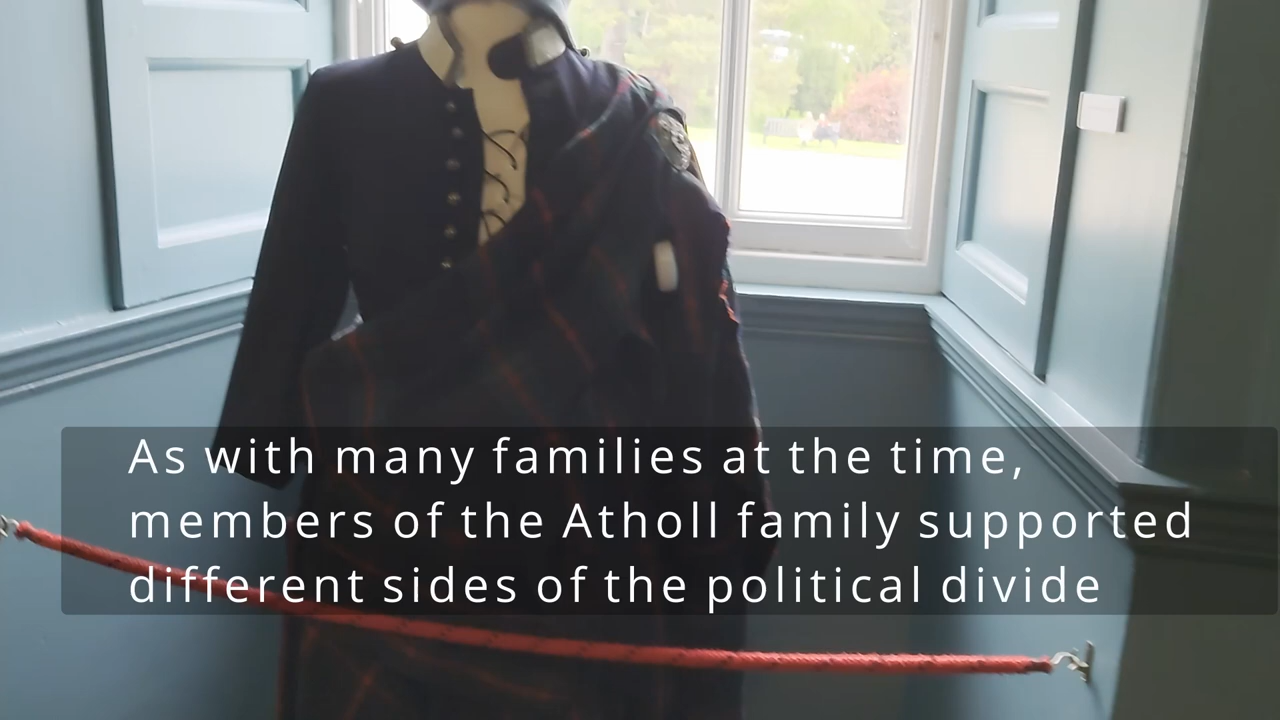 As with many families at the time,
members of the Atholl family supported
different sides of the political divide